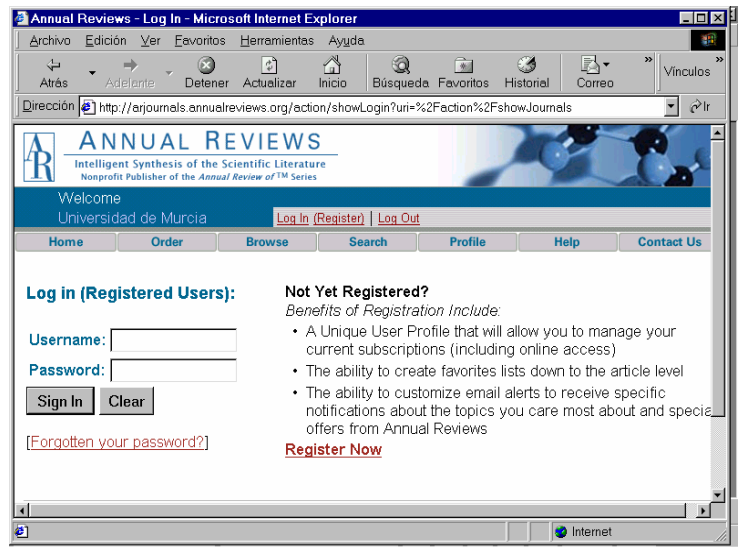 Annual Reviews - Log In - Microsoft Internet Explorer
Archivo Edición Ver Favoritos Herramientas Ayuda
Atrás Adelante Detener Actualizar Inicio Búsqueda Favoritos Historial Correo » Vínculos »
Dirección http://arjournals.annualreviews.org/action/showLogin?uri=%2Faction%2FshowJournals Ir
AR ANNUAL REVIEWS
Intelligent Synthesis of the Scientific Literature
Nonprofit Publisher of the Annual Review of TM Series
Welcome
Universidad de Murcia Log In (Register) | Log Out
Home Order Browse Search Profile Help Contact Us
Log in (Registered Users):
Username:
Password:
Sign In Clear
[Forgotten your password?]
Not Yet Registered?
Benefits of Registration Include:
• A Unique User Profile that will allow you to manage your
current subscriptions (including online access)
• The ability to create favorites lists down to the article level
• The ability to customize email alerts to receive specific
notifications about the topics you care most about and specia
offers from Annual Reviews
Register Now
Internet